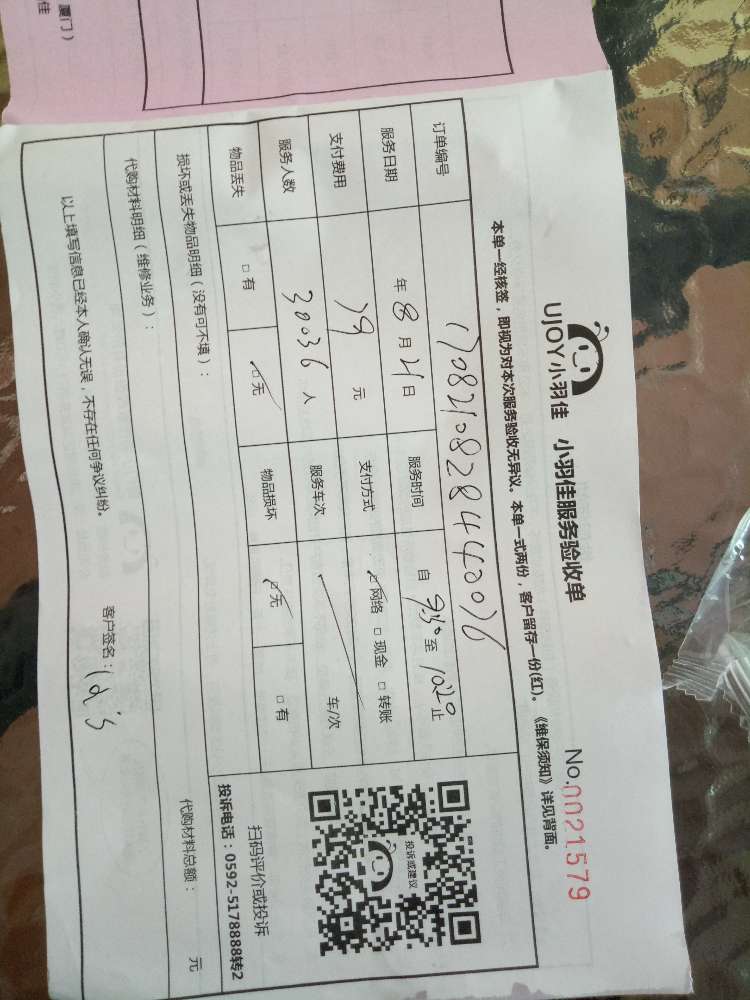 厦门）
佳
UJOY小羽佳 小羽佳服务验收单 No.0021579
本单一经核签，即视为对本次服务验收无异议。本单一式两份，客户留存一份(红)。《维保须知》详见背面。
订单编号
服务日期 年 8 月 21 日 服务时间 自 9:30 至 1020 止
支付费用 79 元 支付方式 ☑网络 □现金 □转账
服务人数 30036 人 服务车次 车/次
物品丢失 □有 ☑无 物品损坏 ☑无 □有
投诉或建议
扫码评价或投诉
投诉电话：0592-5178888转2
损坏或丢失物品明细（没有可不填）：
代购材料明细（维修业务）： 代购材料总额： 元
以上填写信息已经本人确认无误，不存在任何争议纠纷。 客户签名：